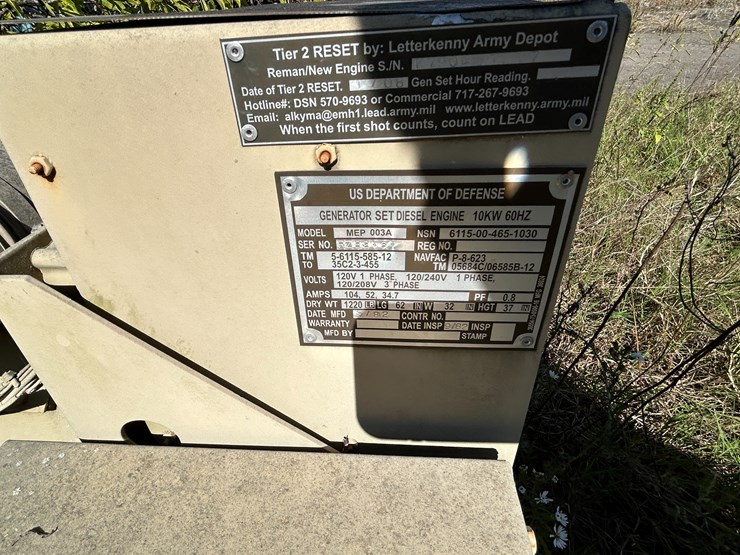 Tier 2 RESET by: Letterkenny Army Depot
Reman/New Engine S./N.
Date of Tier 2 RESET. Gen Set Hour Reading.
Hotline#: DSN 570-9693 or Commercial 717-267-9693
Email: alkyma@emh1.lead.army.mil www.letterkenny.army.mil
When the first shot counts, count on LEAD
US DEPARTMENT OF DEFENSE
GENERATOR SET DIESEL ENGINE 10KW 60HZ
MODEL MEP 003A NSN 6115-00-465-1030
SER NO. REG NO.
TM 5-6115-585-12 NAVFAC P-8-623
TO 35C2-3-455 TM 05684C/06585B-12
VOLTS 120V 1 PHASE, 120/240V 1 PHASE,
120/208V 3 PHASE
AMPS 104, 52, 34.7 PF 0.8
DRY WT 1220 LB LG 62 IN W 32 IN HGT 37 IN
DATE MFD CONTR NO.
WARRANTY DATE INSP INSP
MFD BY STAMP